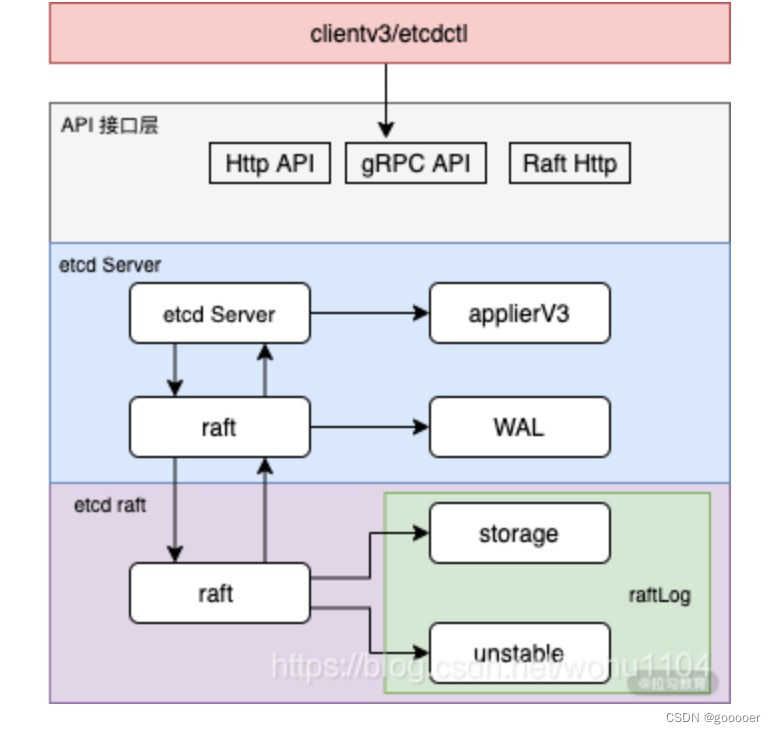 clientv3/etcdctl
API 接口层
Http API
gRPC API
Raft Http
etcd Server
etcd Server
applierV3
raft
WAL
etcd raft
storage
raft
raftLog
unstable
https://blog.csdn.net/wohu1104
@拉勾教育
CSDN @gooooer